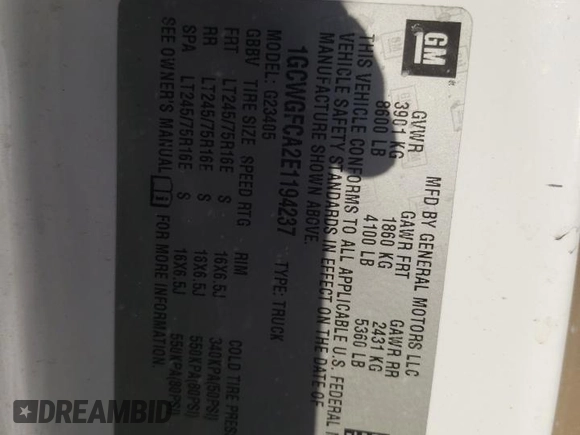 GM
MFD BY GENERAL MOTORS LLC
GVWR GAWR FRT GAWR RR
3901 KG 1860 KG 2431 KG
8600 LB 4100 LB 5360 LB
THIS VEHICLE CONFORMS TO ALL APPLICABLE U.S. FEDERAL
VEHICLE SAFETY STANDARDS IN EFFECT ON THE DATE OF
MANUFACTURE SHOWN ABOVE.
1GCWGFCA2E1194237 TYPE: TRUCK
MODEL: G23405
GBBV TIRE SIZE SPEED RTG RIM COLD TIRE PRES
FRT LT245/75R16E S 16X6.5J 340KPA(50PSI)
RR LT245/75R16E S 16X6.5J 550KPA(80PSI)
SPA LT245/75R16E S 16X6.5J 550KPA(80PSI)
SEE OWNER'S MANUAL FOR MORE INFORMATION.
DREAMBID